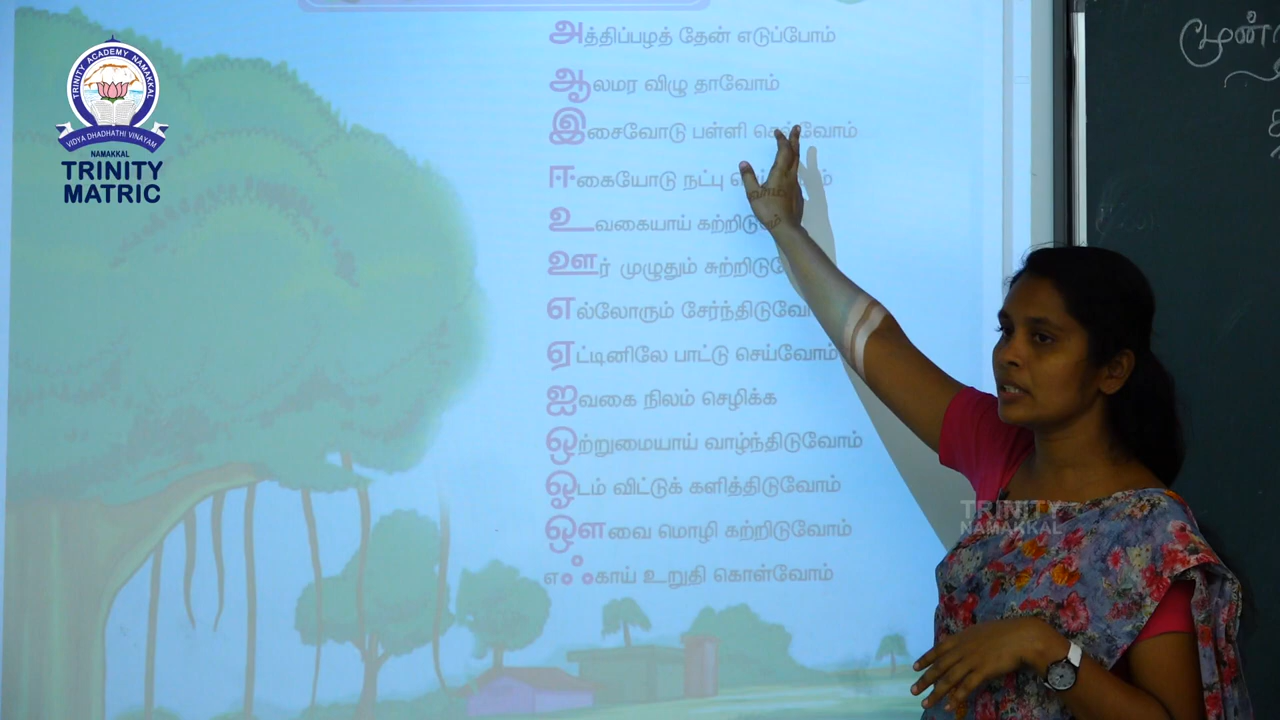 TRINITY ACADEMY NAMAKKAL
VIDYA DHADHATHI VINAYAM
NAMAKKAL
TRINITY
MATRIC
அத்திப்பழத் தேன் எடுப்போம்
ஆலமர விழு தாவோம்
இசைவோடு பள்ளி செல்வோம்
ஈகையோடு நட்பு
உவகையாய் கற்றிடுவோம்
ஊர் முழுதும்
எல்லோரும்
ஏட்டினிலே பாட்டு செய்வோம்
ஐவகை நிலம் செழிக்க
ஒற்றுமையாய் வாழ்ந்திடுவோம்
ஓடம் விட்டுக் களித்திடுவோம்
ஔவை மொழி கற்றிடுவோம்
எஃகாய் உறுதி கொள்வோம்
TRINITY
NAMAKKAL